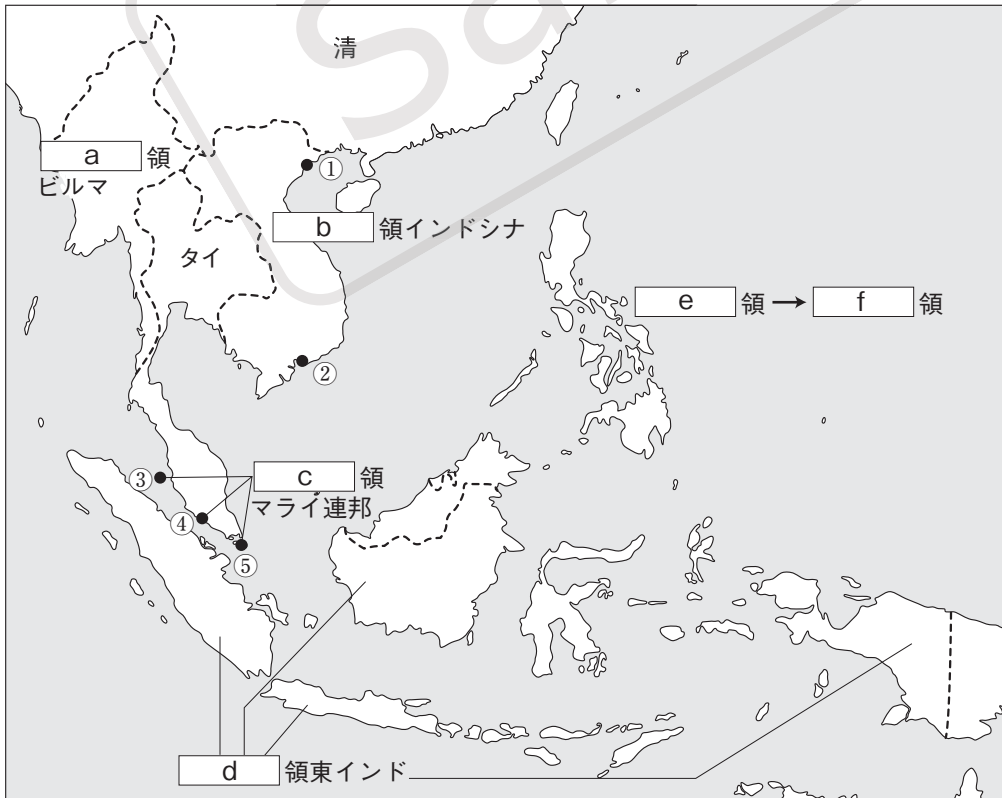 清
a 領
ビルマ
①
b 領インドシナ
タイ
e 領 → f 領
②
③
c 領
マライ連邦
④
⑤
d 領東インド